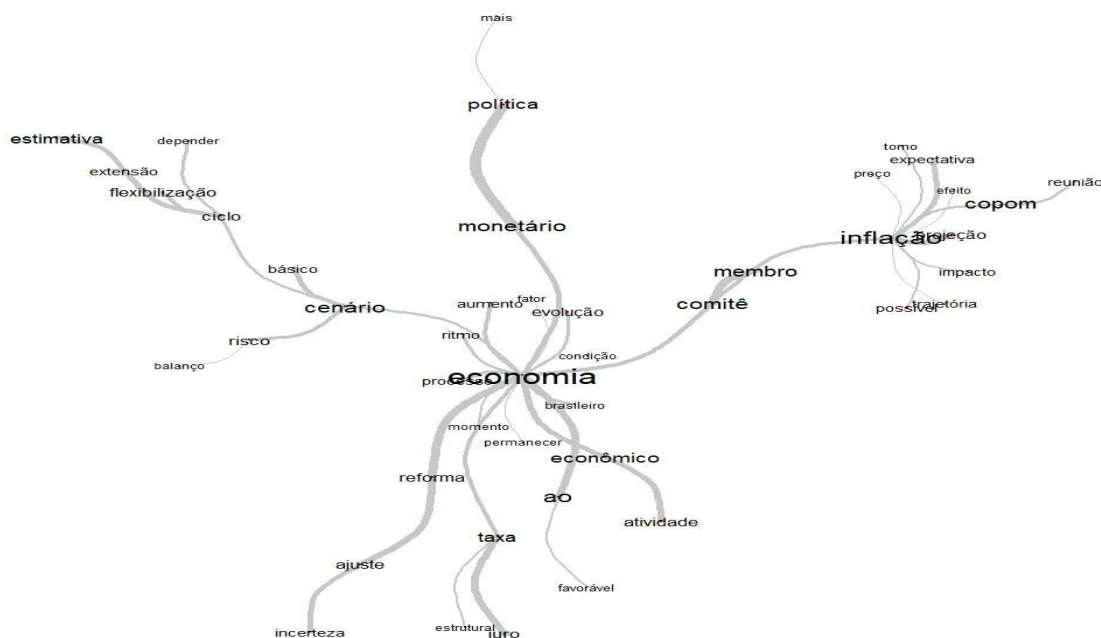 mais
política
estimativa
depender
extensão
flexibilização
ciclo
torno
expectativa
preço
efeito
reunião
copom
monetário
inflação
projeção
membro
impacto
básico
comitê
trajetória
possível
cenário
aumento
fator
evolução
ritmo
risco
condição
balanço
economia
processo
brasileiro
momento
permanecer
econômico
reforma
ao
atividade
taxa
ajuste
favorável
estrutural
incerteza
juro